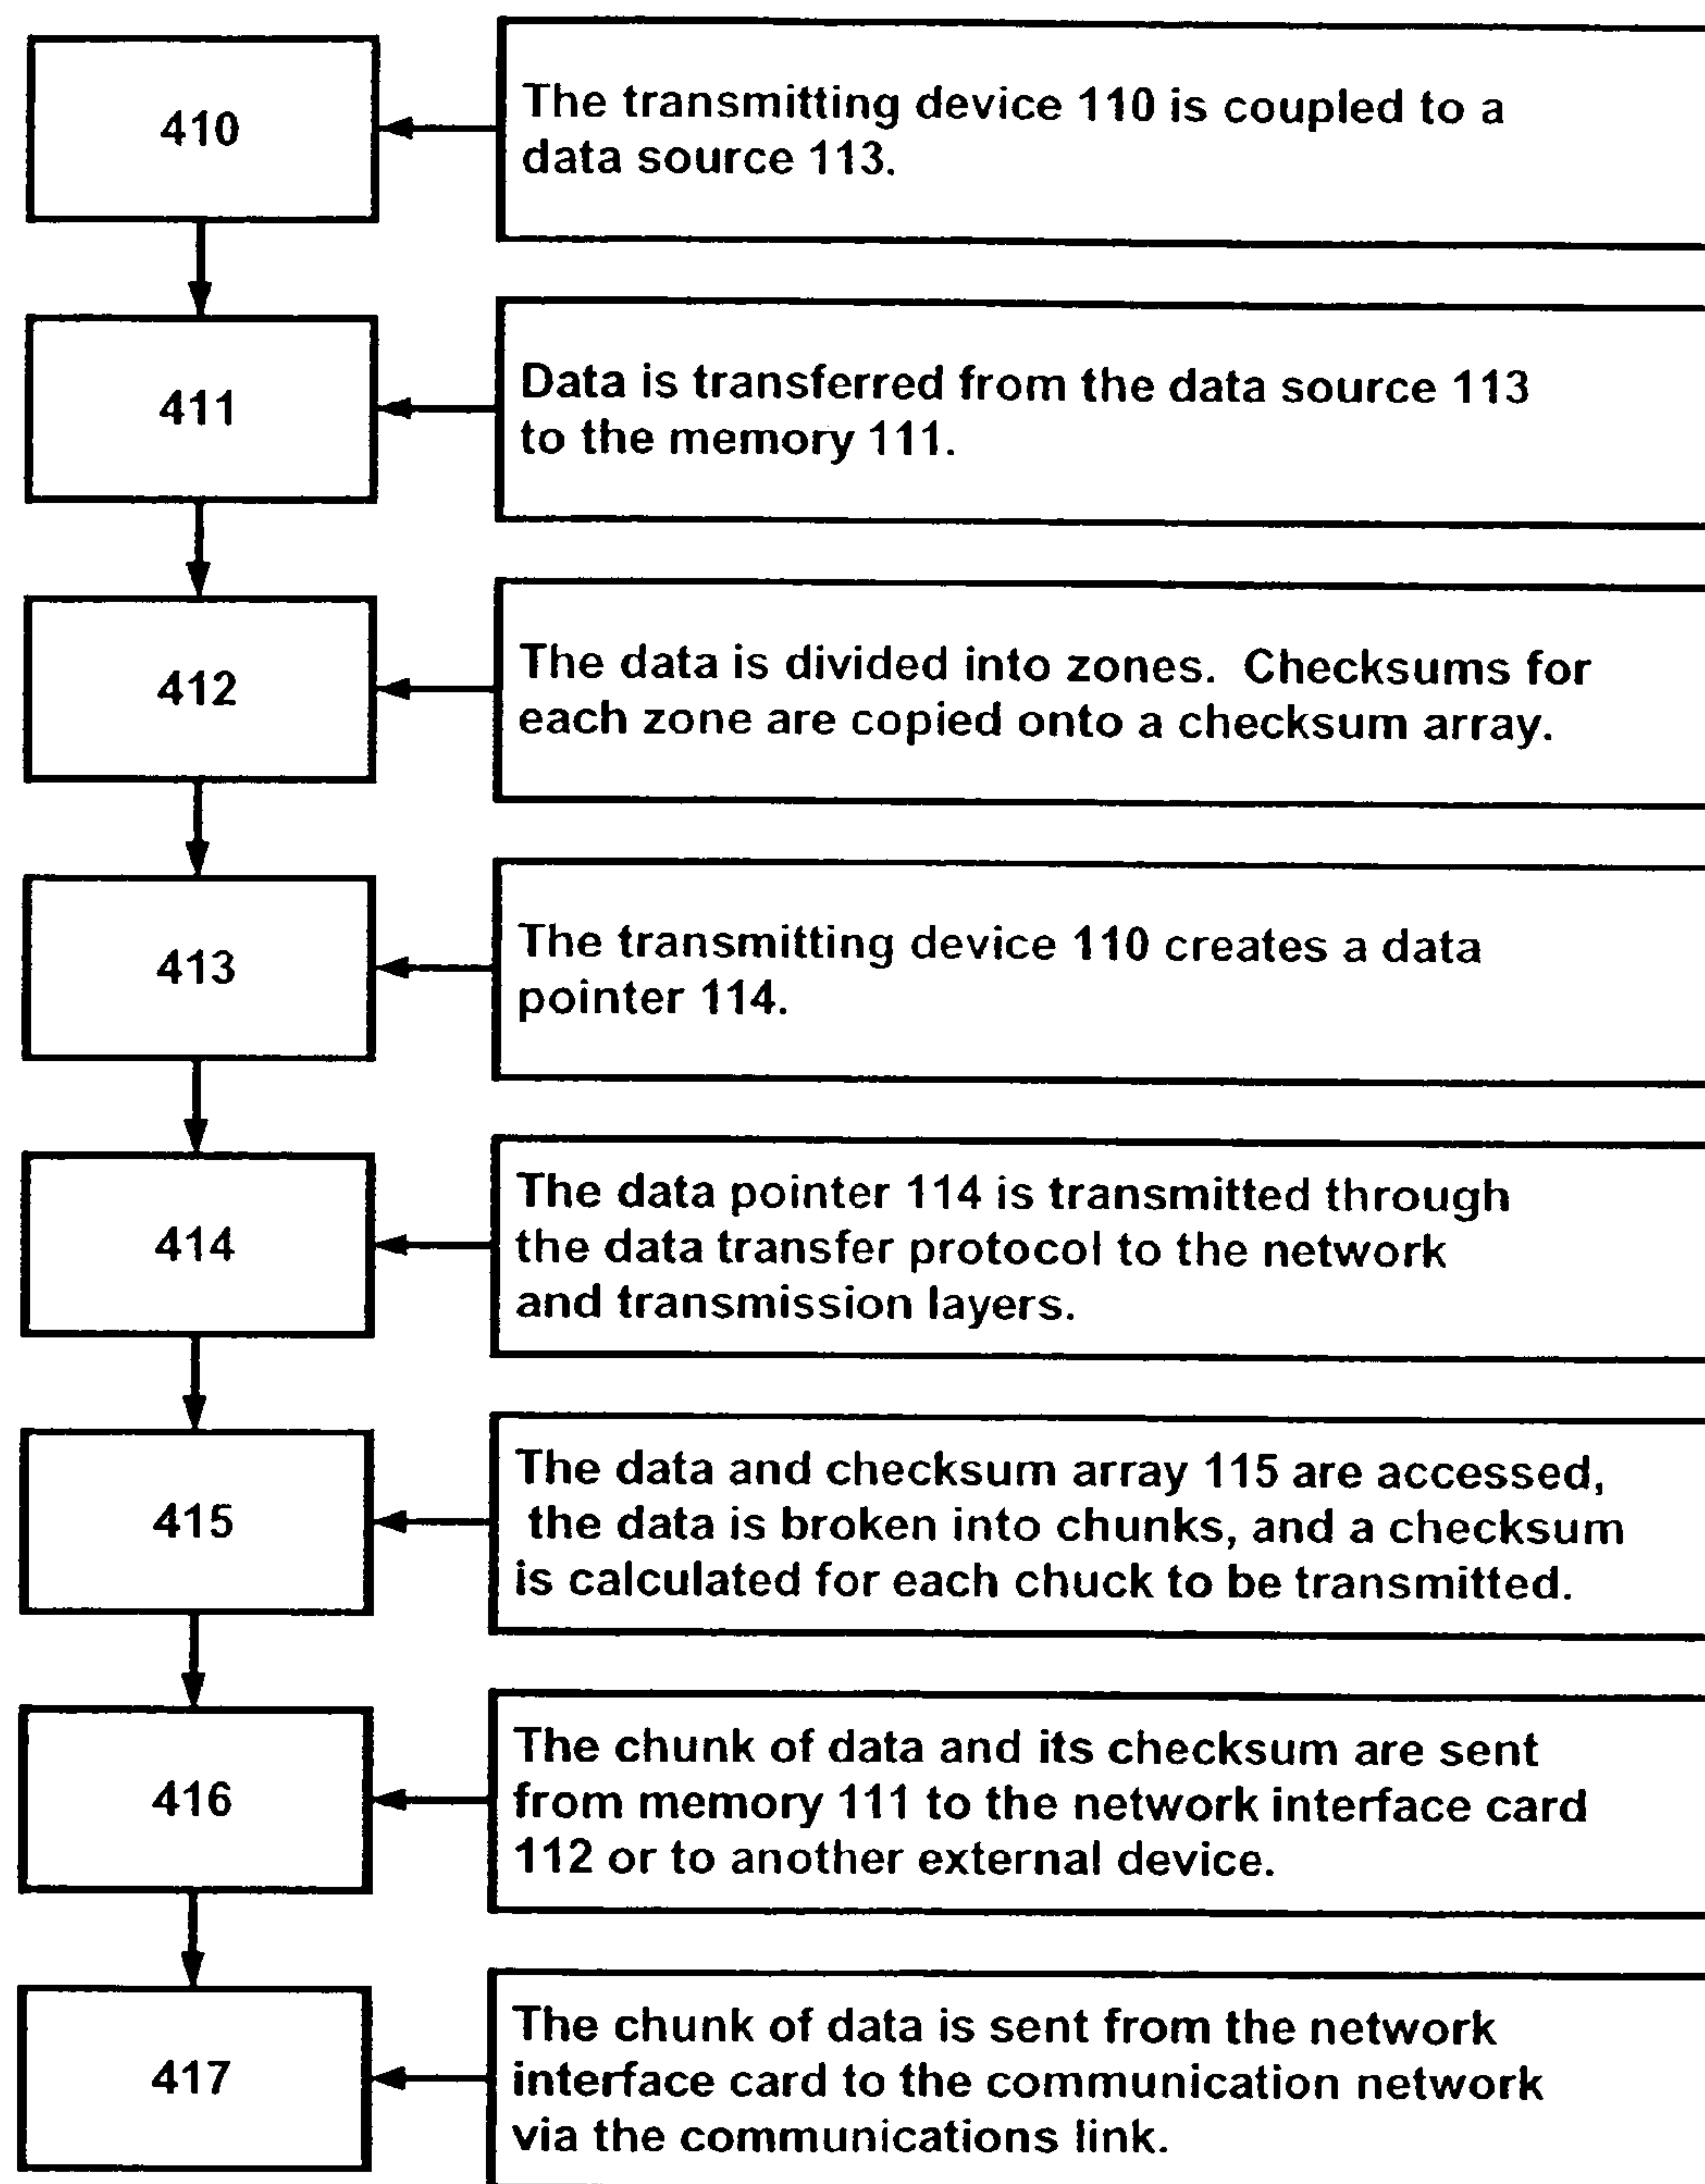 410
The transmitting device 110 is coupled to a
data source 113.
411
Data is transferred from the data source 113
to the memory 111.
412
The data is divided into zones. Checksums for
each zone are copied onto a checksum array.
413
The transmitting device 110 creates a data
pointer 114.
414
The data pointer 114 is transmitted through
the data transfer protocol to the network
and transmission layers.
415
The data and checksum array 115 are accessed,
the data is broken into chunks, and a checksum
is calculated for each chuck to be transmitted.
416
The chunk of data and its checksum are sent
from memory 111 to the network interface card
112 or to another external device.
417
The chunk of data is sent from the network
interface card to the communication network
via the communications link.